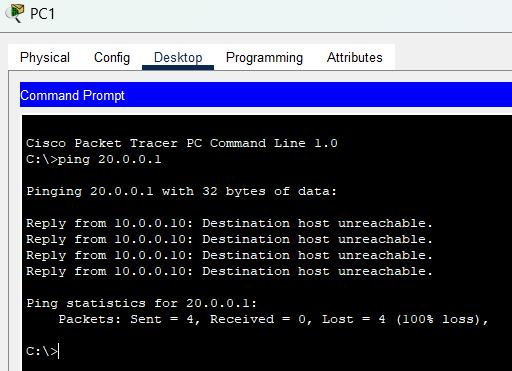 PC1
Physical Config Desktop Programming Attributes
Command Prompt
Cisco Packet Tracer PC Command Line 1.0
C:\>ping 20.0.0.1
Pinging 20.0.0.1 with 32 bytes of data:
Reply from 10.0.0.10: Destination host unreachable.
Reply from 10.0.0.10: Destination host unreachable.
Reply from 10.0.0.10: Destination host unreachable.
Reply from 10.0.0.10: Destination host unreachable.
Ping statistics for 20.0.0.1:
Packets: Sent = 4, Received = 0, Lost = 4 (100% loss),
C:\>